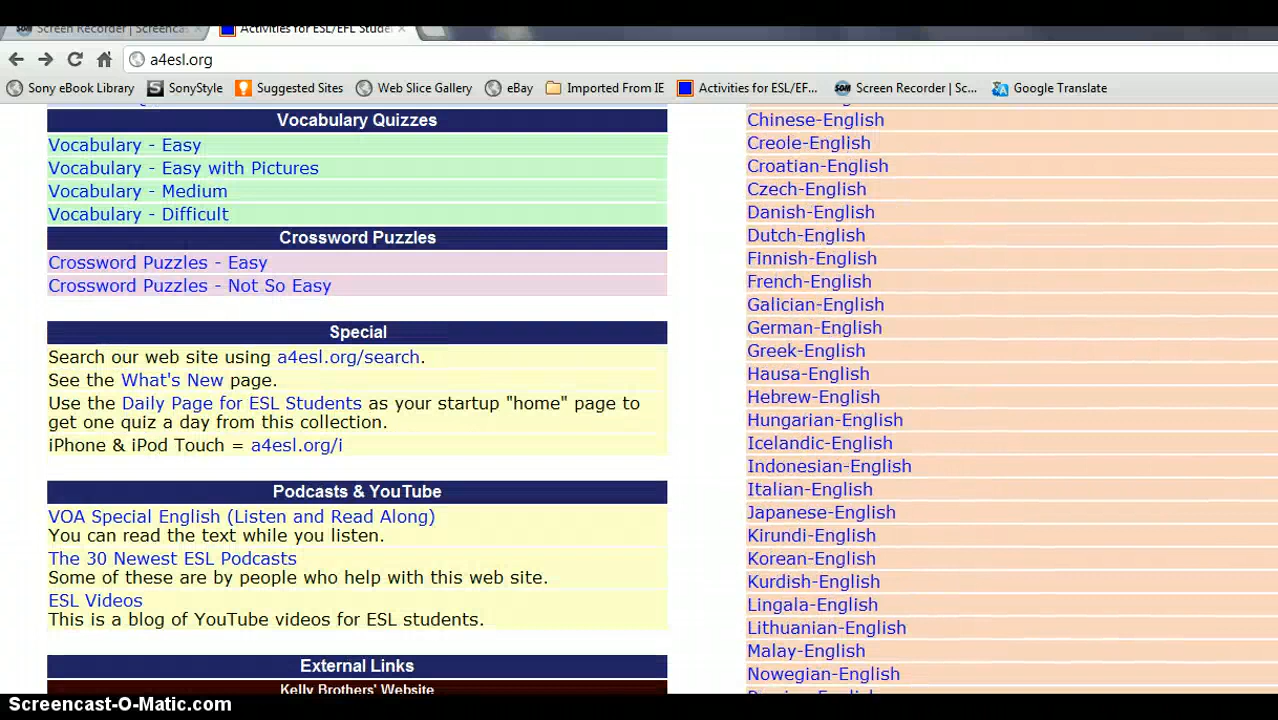 Screen Recorder | Screencas
Activities for ESL/EFL Stude
a4esl.org
Sony eBook Library
SonyStyle
Suggested Sites
Web Slice Gallery
eBay
Imported From IE
Activities for ESL/EF...
Screen Recorder | Sc...
Google Translate
Vocabulary Quizzes
Vocabulary - Easy
Vocabulary - Easy with Pictures
Vocabulary - Medium
Vocabulary - Difficult
Crossword Puzzles
Crossword Puzzles - Easy
Crossword Puzzles - Not So Easy
Special
Search our web site using a4esl.org/search.
See the What's New page.
Use the Daily Page for ESL Students as your startup "home" page to
get one quiz a day from this collection.
iPhone & iPod Touch = a4esl.org/i
Podcasts & YouTube
VOA Special English (Listen and Read Along)
You can read the text while you listen.
The 30 Newest ESL Podcasts
Some of these are by people who help with this web site.
ESL Videos
This is a blog of YouTube videos for ESL students.
External Links
Kelly Brothers' Website
Chinese-English
Creole-English
Croatian-English
Czech-English
Danish-English
Dutch-English
Finnish-English
French-English
Galician-English
German-English
Greek-English
Hausa-English
Hebrew-English
Hungarian-English
Icelandic-English
Indonesian-English
Italian-English
Japanese-English
Kirundi-English
Korean-English
Kurdish-English
Lingala-English
Lithuanian-English
Malay-English
Nowegian-English
Screencast-O-Matic.com